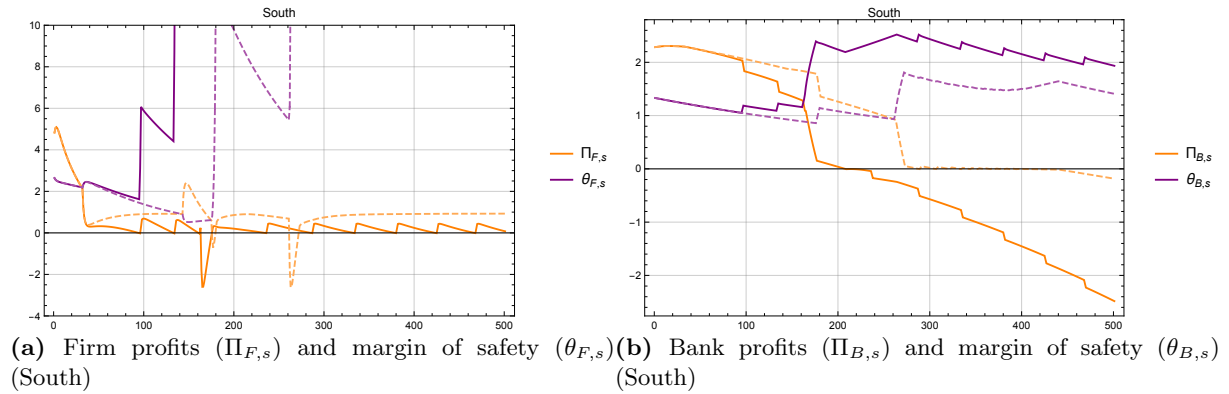 South
10
8
6
4
2
0
−2
−4
0
100
200
300
400
500
Π_{F,s}
θ_{F,s}
South
2
1
0
−1
−2
0
100
200
300
400
500
Π_{B,s}
θ_{B,s}
(a) Firm profits (Π_{F,s}) and margin of safety (θ_{F,s})
(South)
(b) Bank profits (Π_{B,s}) and margin of safety (θ_{B,s})
(South)